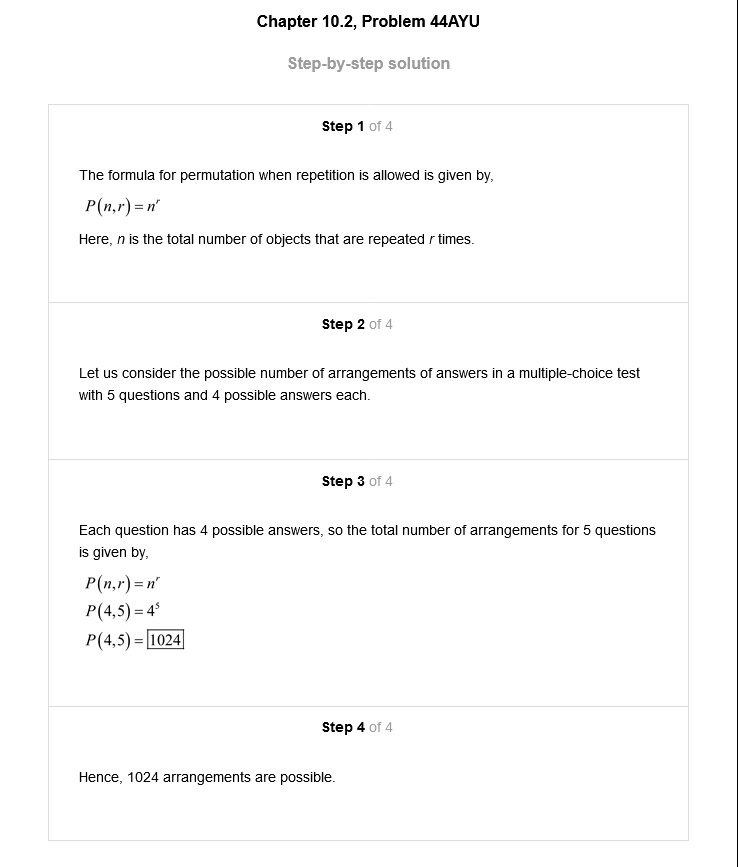 Chapter 10.2, Problem 44AYU
Step-by-step solution
Step 1 of 4
The formula for permutation when repetition is allowed is given by,
P(n,r) = nʳ
Here, n is the total number of objects that are repeated r times.
Step 2 of 4
Let us consider the possible number of arrangements of answers in a multiple-choice test
with 5 questions and 4 possible answers each.
Step 3 of 4
Each question has 4 possible answers, so the total number of arrangements for 5 questions
is given by,
P(n,r) = nʳ
P(4,5) = 4⁵
P(4,5) = 1024
Step 4 of 4
Hence, 1024 arrangements are possible.